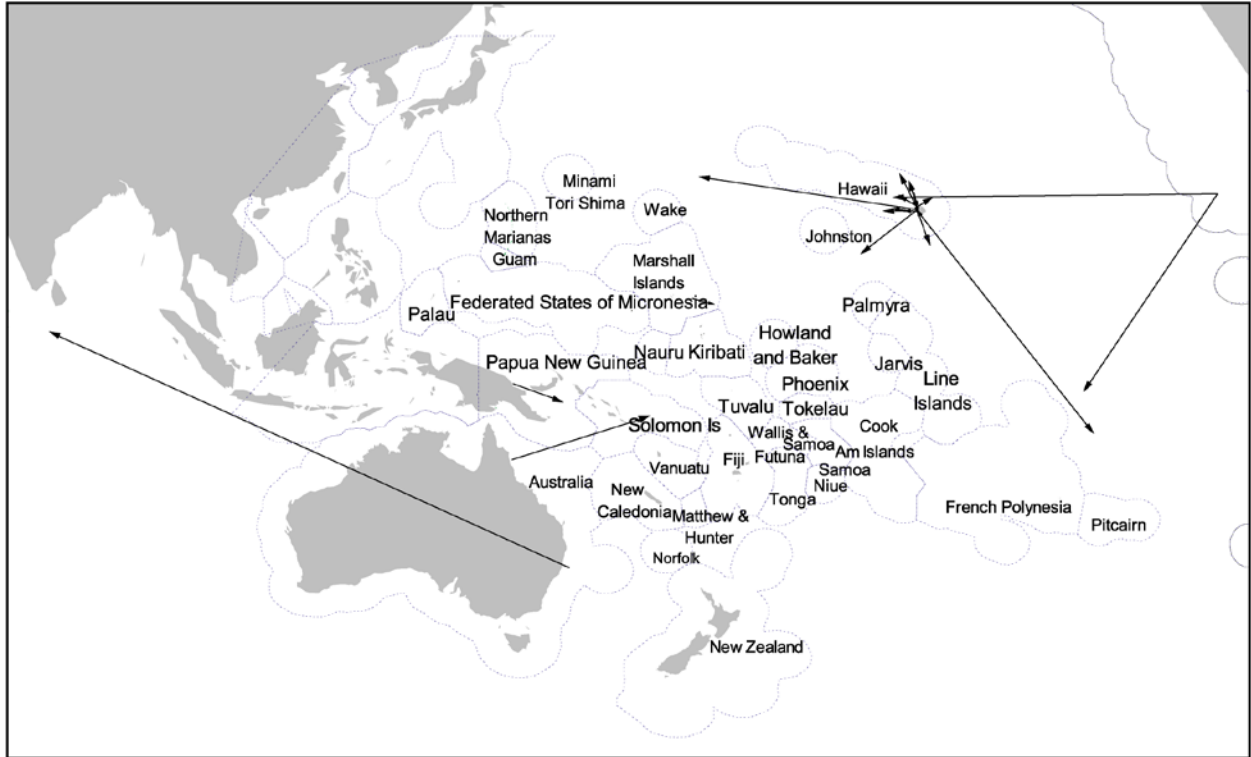 Minami
Tori Shima
Hawaii
Northern
Marianas
Guam
Wake
Johnston
Marshall
Islands
Federated States of Micronesia
Palau
Palmyra
Howland
and Baker
Papua New Guinea
Nauru Kiribati
Jarvis
Phoenix
Line
Islands
Tuvalu
Tokelau
Solomon Is
Wallis &
Futuna
Cook
Islands
Samoa
Am
Samoa
Fiji
Vanuatu
Australia
Niue
New
Caledonia
Tonga
French Polynesia
Matthew &
Hunter
Pitcairn
Norfolk
New Zealand